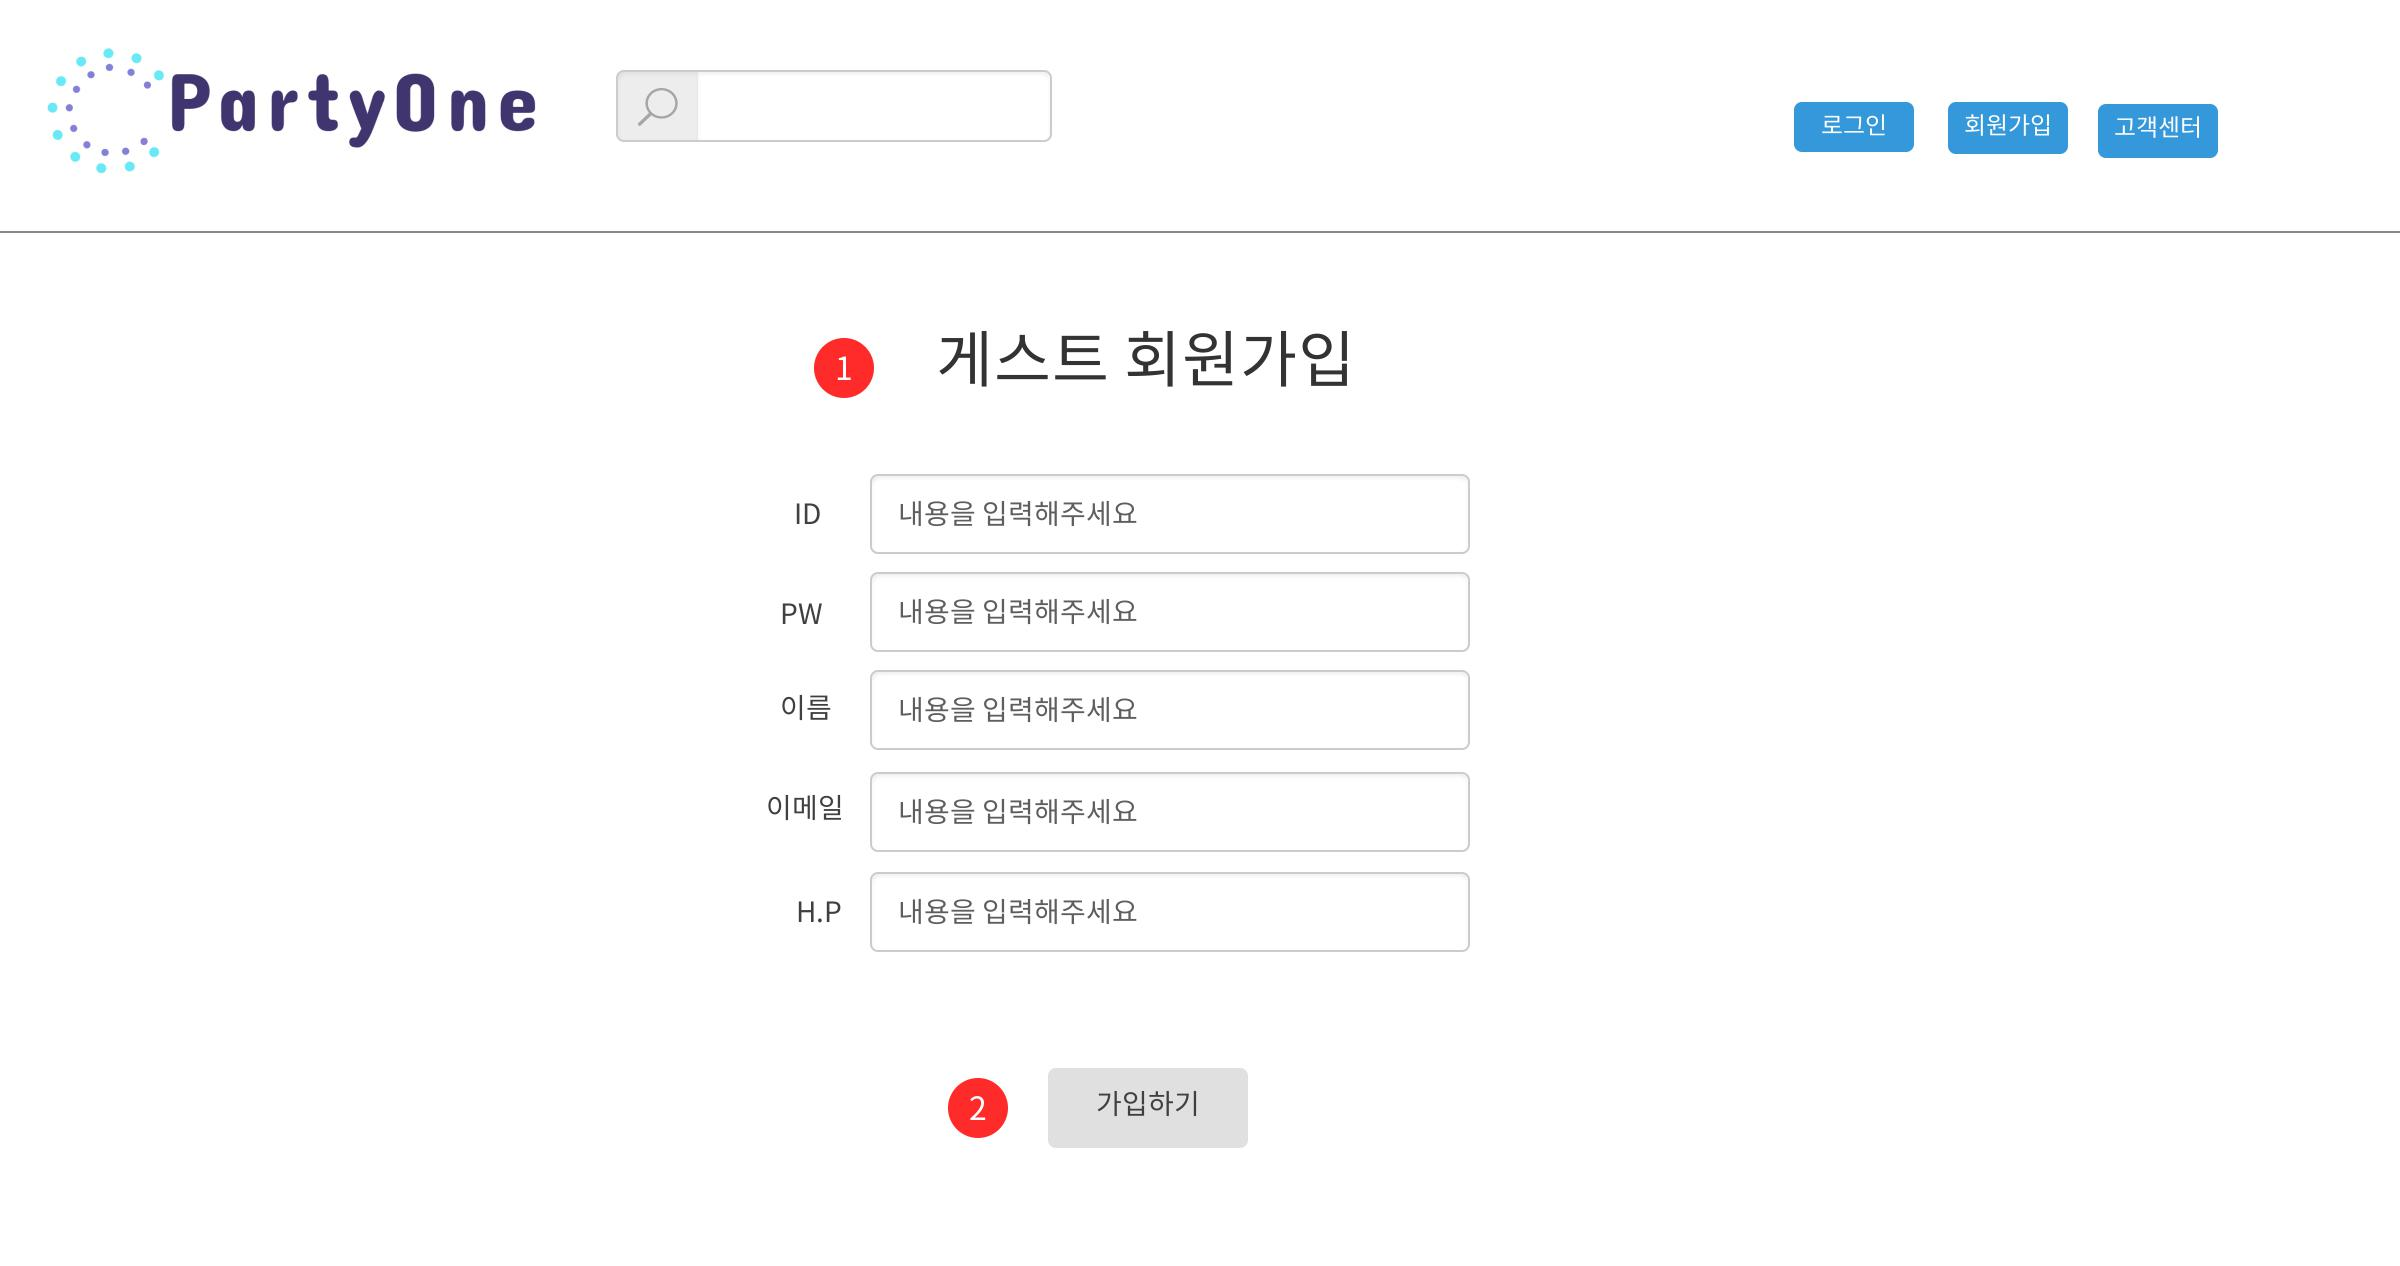 PartyOne
로그인
회원가입
고객센터
1
게스트 회원가입
ID
내용을 입력해주세요
PW
내용을 입력해주세요
이름
내용을 입력해주세요
이메일
내용을 입력해주세요
H.P
내용을 입력해주세요
2
가입하기